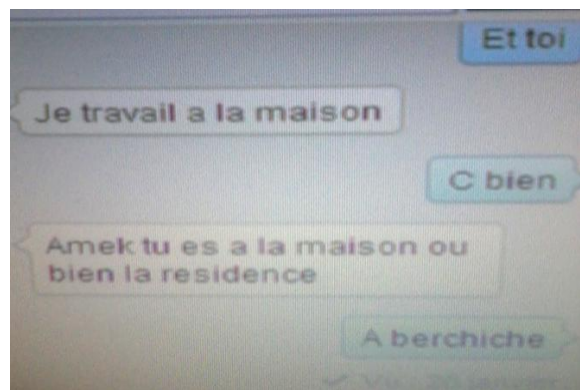 Et toi
Je travail a la maison
C bien
Amek tu es a la maison ou
bien la residence
A berchiche